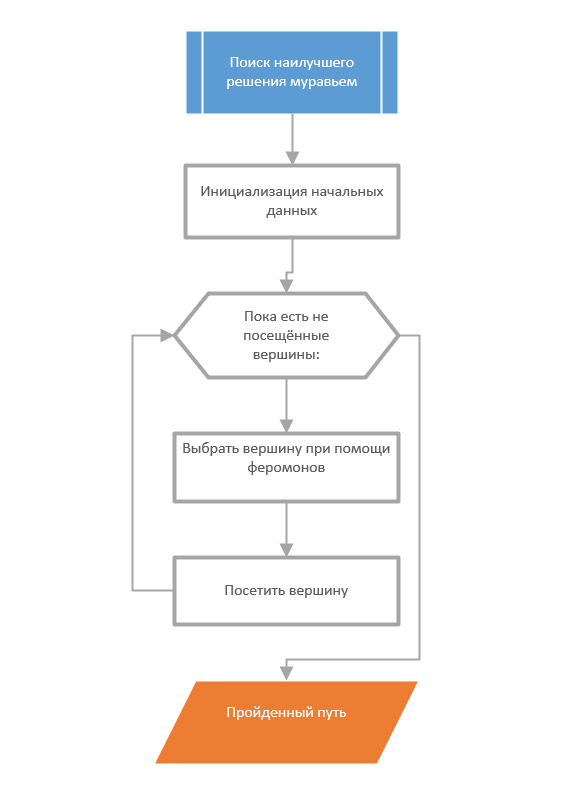 Поиск наилучшего
решения муравьем
Инициализация начальных
данных
Пока есть не
посещённые
вершины:
Выбрать вершину при помощи
феромонов
Посетить вершину
Пройденный путь